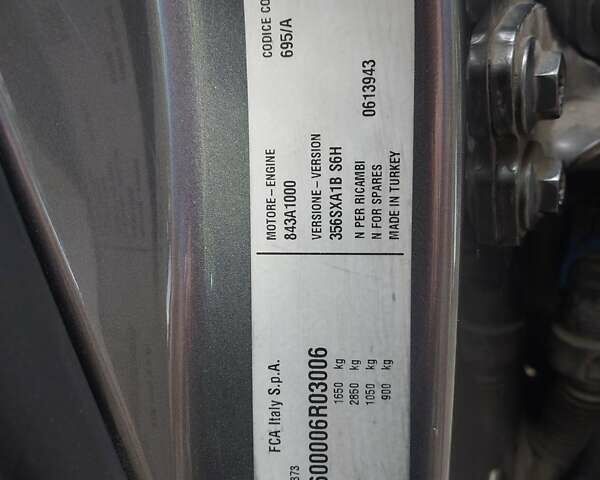 FCA Italy S.p.A.
600006R03006
1650 kg
2850 kg
1050 kg
900 kg
MOTORE – ENGINE
843A1000
VERSIONE – VERSION
356SXA1B S6H
N PER RICAMBI
N FOR SPARES
0613943
MADE IN TURKEY
CODICE CO
695/A